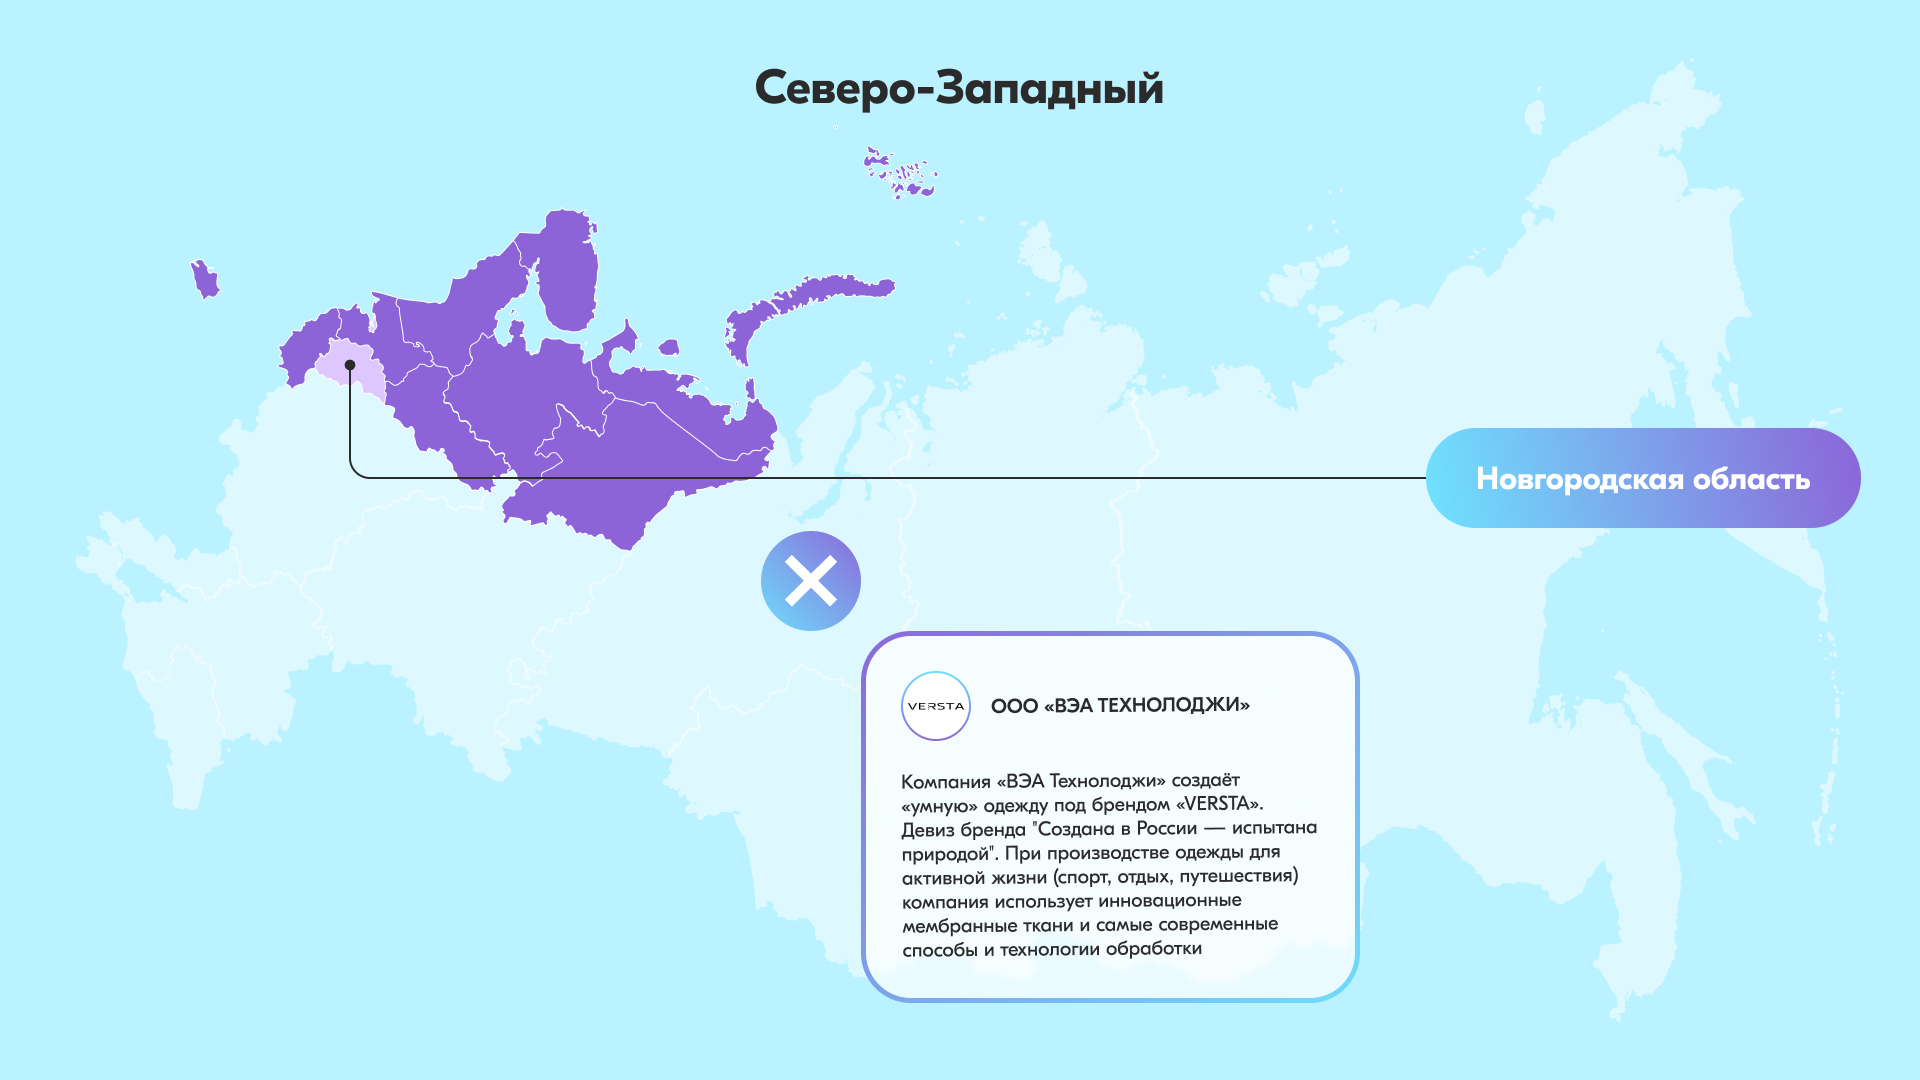 Северо-Западный
Новгородская область
VERSTA
ООО «ВЭА ТЕХНОЛОДЖИ»
Компания «ВЭА Технолоджи» создаёт
«умную» одежду под брендом «VERSTA».
Девиз бренда "Создана в России — испытана
природой". При производстве одежды для
активной жизни (спорт, отдых, путешествия)
компания использует инновационные
мембранные ткани и самые современные
способы и технологии обработки